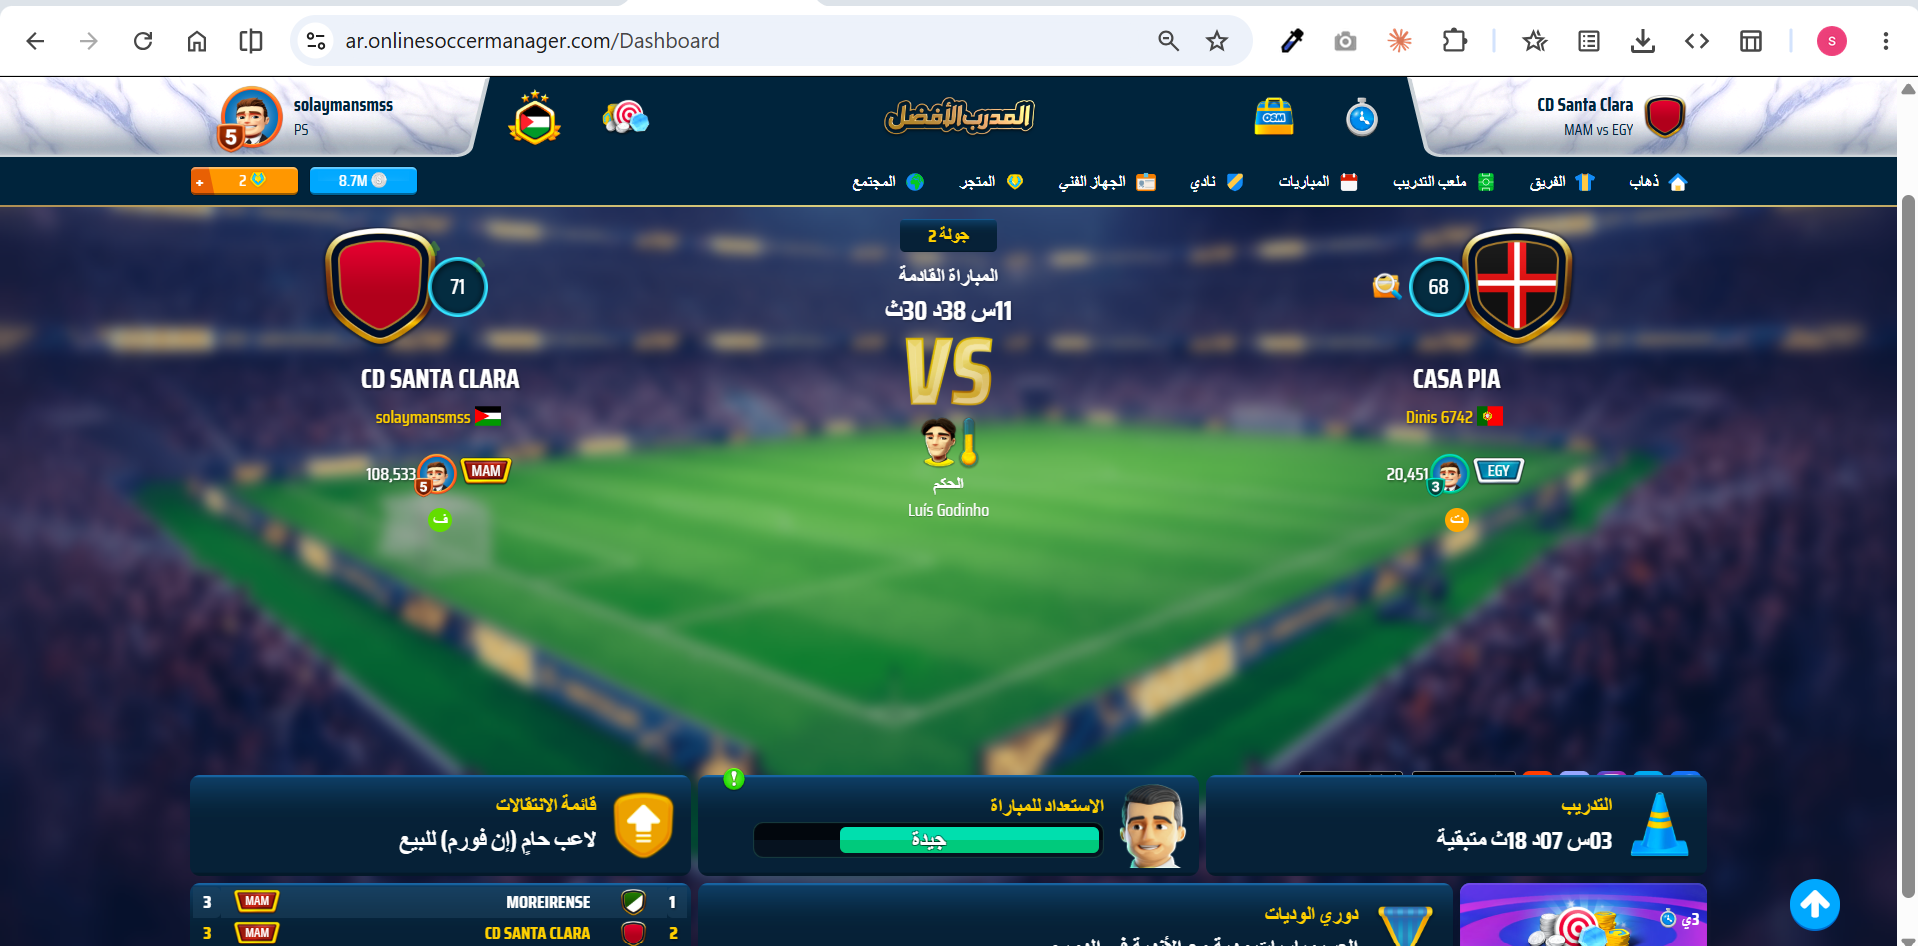 ar.onlinesoccermanager.com/Dashboard
S
solaymansmss
PS
5
المدرب الأفضل
OSM
CD Santa Clara
MAM vs EGY
+ 2
8.7M
ذهاب
الفريق
ملعب التدريب
المباريات
نادي
الجهاز الفني
المتجر
المجتمع
جولة 2
المباراة القادمة
11س 38د 30ث
VS
الحكم
Luís Godinho
68
CASA PIA
Dinis 6742
20,451
3
EGY
ت
71
CD SANTA CLARA
solaymansmss
108,533
5
MAM
ف
التدريب
03س 07د 18ث متبقية
!
الاستعداد للمباراة
جيدة
قائمة الانتقالات
لاعب حامٍ (إن فورم) للبيع
3ي
دوري الوديات
1 MOREIRENSE MAM 3
2 CD SANTA CLARA MAM 3